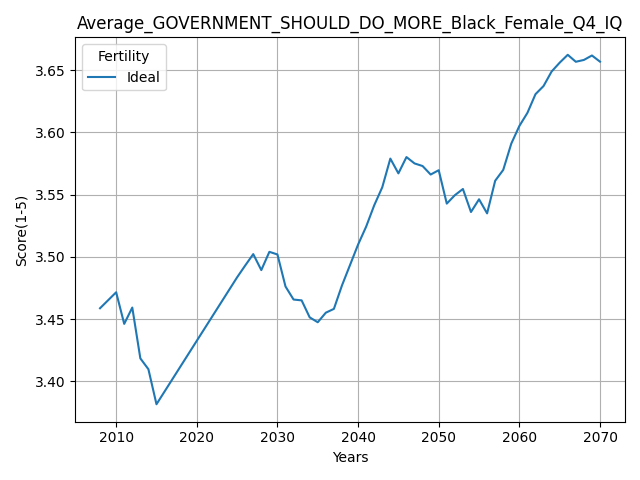 Average_GOVERNMENT_SHOULD_DO_MORE_Black_Female_Q4_IQ
Fertility
Ideal
Score(1-5)
3.65
3.60
3.55
3.50
3.45
3.40
2010 2020 2030 2040 2050 2060 2070
Years